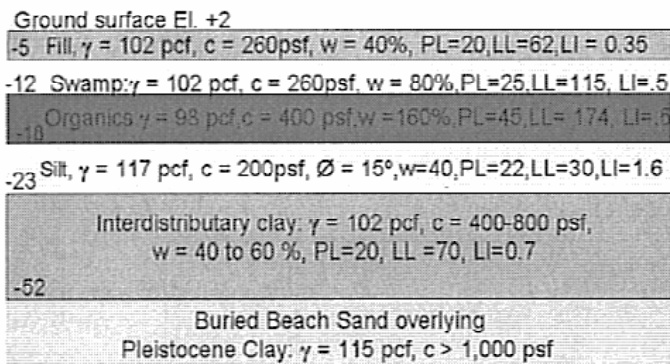 Ground surface El. +2
-5 Fill, γ = 102 pcf, c = 260psf, w = 40%, PL=20,LL=62,LI = 0.35
-12 Swamp:γ = 102 pcf, c = 260psf, w = 80%,PL=25,LL=115, LI=.5
-18 Organics γ = 98 pcf,c = 400 psf,w =160%,PL=45,LL= 174, LI=.6
-23 Silt, γ = 117 pcf, c = 200psf, Ø = 15º,w=40,PL=22,LL=30,LI=1.6
Interdistributary clay: γ = 102 pcf, c = 400-800 psf,
w = 40 to 60 %, PL=20, LL =70, LI=0.7
-52
Buried Beach Sand overlying
Pleistocene Clay: γ = 115 pcf, c > 1,000 psf